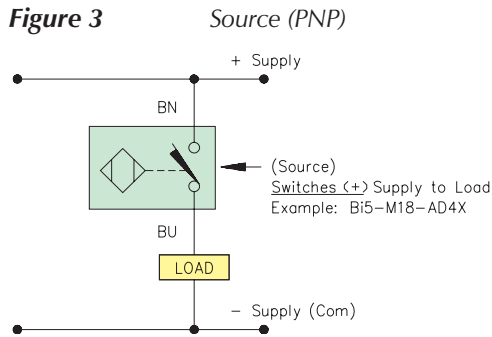 Figure 3 Source (PNP)
+ Supply
BN
(Source)
Switches (+) Supply to Load
Example: Bi5-M18-AD4X
BU
LOAD
- Supply (Com)